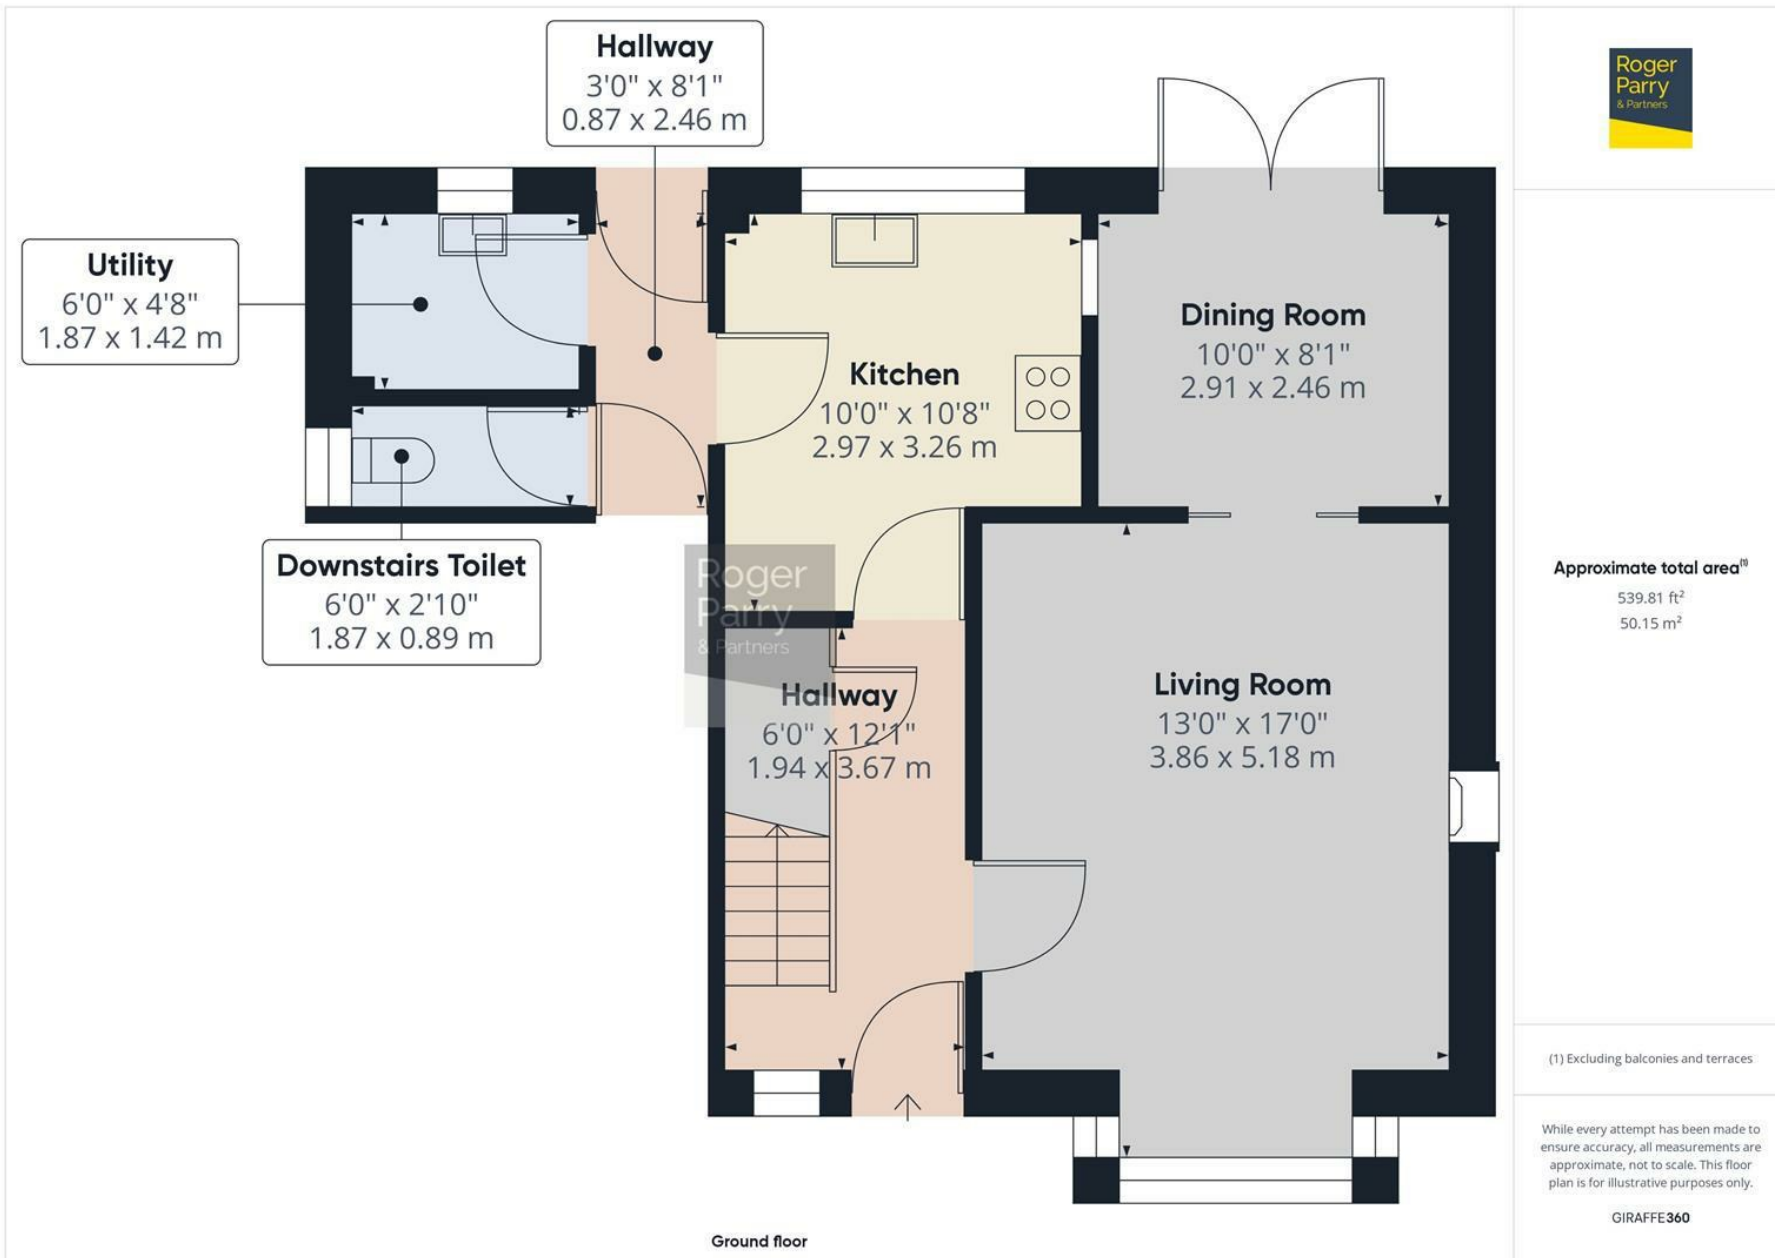 Hallway
3'0" x 8'1"
0.87 x 2.46 m
Roger
Parry
& Partners
Utility
6'0" x 4'8"
1.87 x 1.42 m
Dining Room
10'0" x 8'1"
2.91 x 2.46 m
Kitchen
10'0" x 10'8"
2.97 x 3.26 m
Downstairs Toilet
6'0" x 2'10"
1.87 x 0.89 m
Roger
Parry
& Partners
Hallway
6'0" x 12'1"
1.94 x 3.67 m
Living Room
13'0" x 17'0"
3.86 x 5.18 m
Approximate total area(1)
539.81 ft²
50.15 m²
(1) Excluding balconies and terraces
While every attempt has been made to
ensure accuracy, all measurements are
approximate, not to scale. This floor
plan is for illustrative purposes only.
GIRAFFE360
Ground floor